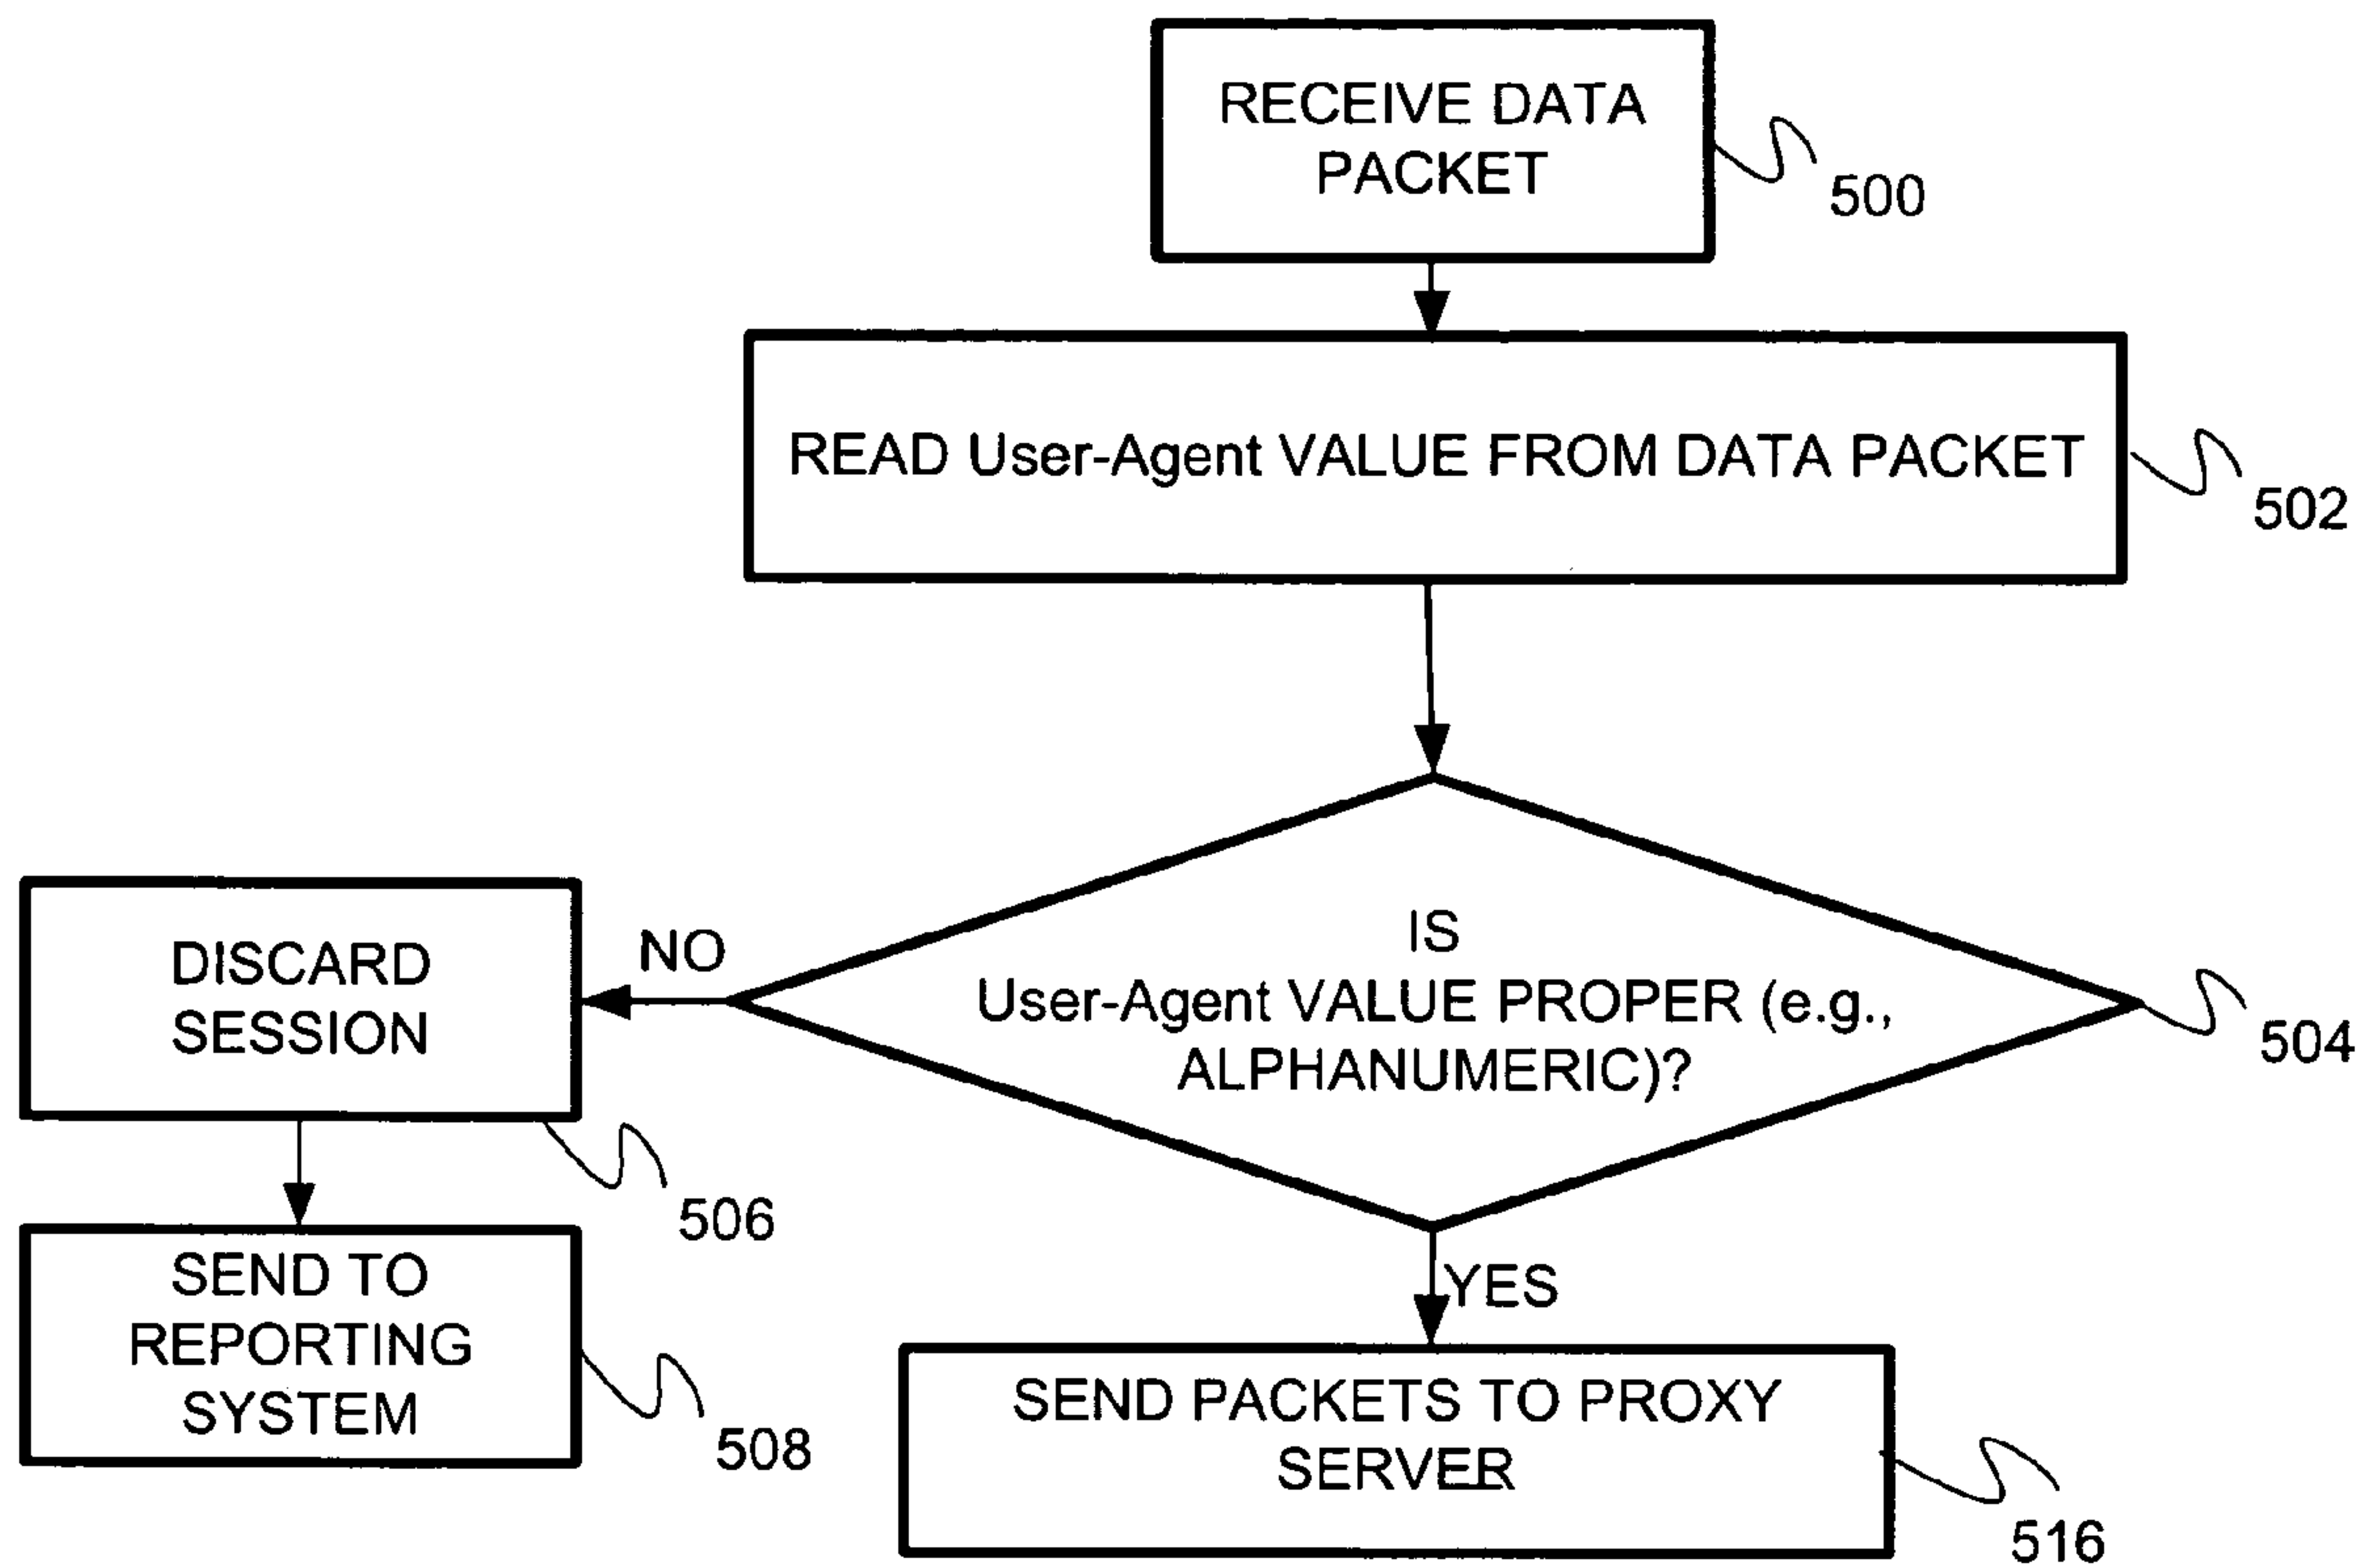 RECEIVE DATA
PACKET
500
READ User-Agent VALUE FROM DATA PACKET
502
IS
User-Agent VALUE PROPER (e.g.,
ALPHANUMERIC)?
504
NO
DISCARD
SESSION
506
SEND TO
REPORTING
SYSTEM
508
YES
SEND PACKETS TO PROXY
SERVER
516